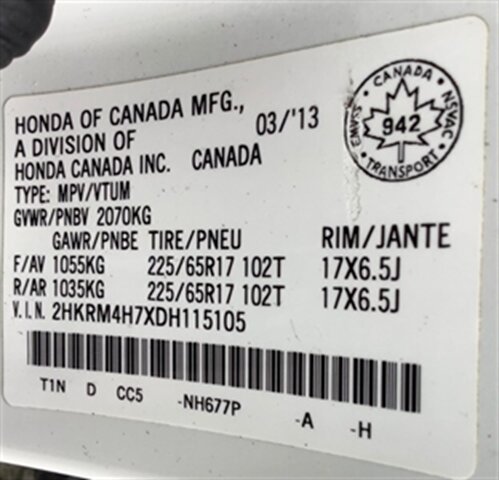 HONDA OF CANADA MFG.,
A DIVISION OF 03/'13
HONDA CANADA INC. CANADA
TYPE: MPV/VTUM
GVWR/PNBV 2070KG
GAWR/PNBE TIRE/PNEU RIM/JANTE
F/AV 1055KG 225/65R17 102T 17X6.5J
R/AR 1035KG 225/65R17 102T 17X6.5J
V.I.N. 2HKRM4H7XDH115105
T1N D CC5 -NH677P -A -H
CANADA
942
TRANSPORT
NSVAC